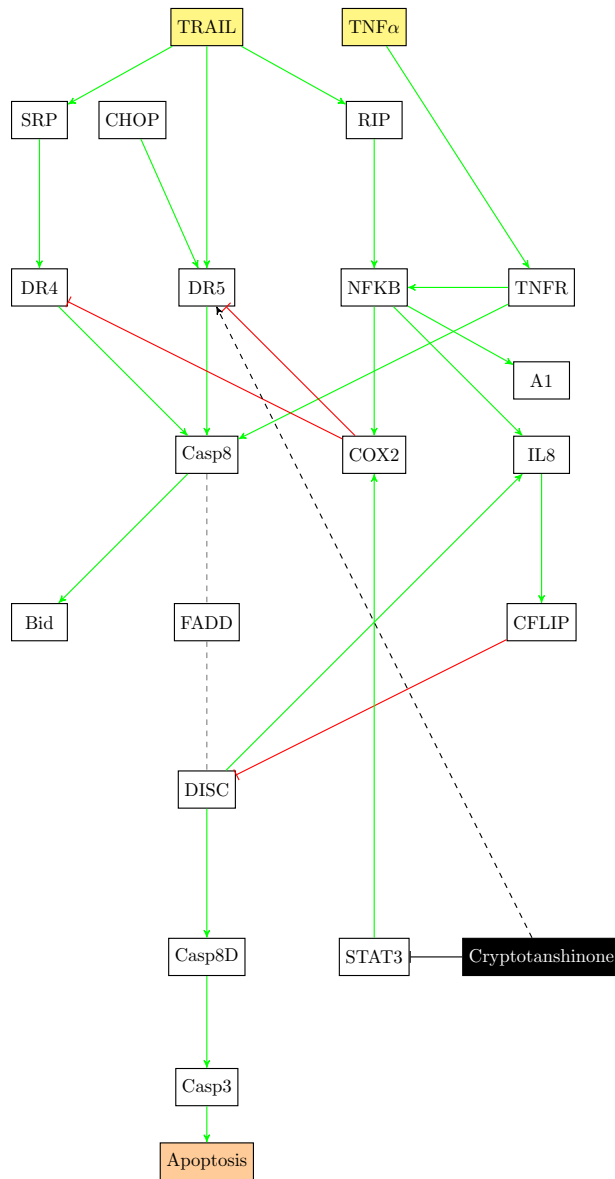 TRAIL
TNFα
SRP
CHOP
RIP
DR4
DR5
NFKB
TNFR
A1
Casp8
COX2
IL8
Bid
FADD
CFLIP
DISC
Casp8D
STAT3
Cryptotanshinone
Casp3
Apoptosis